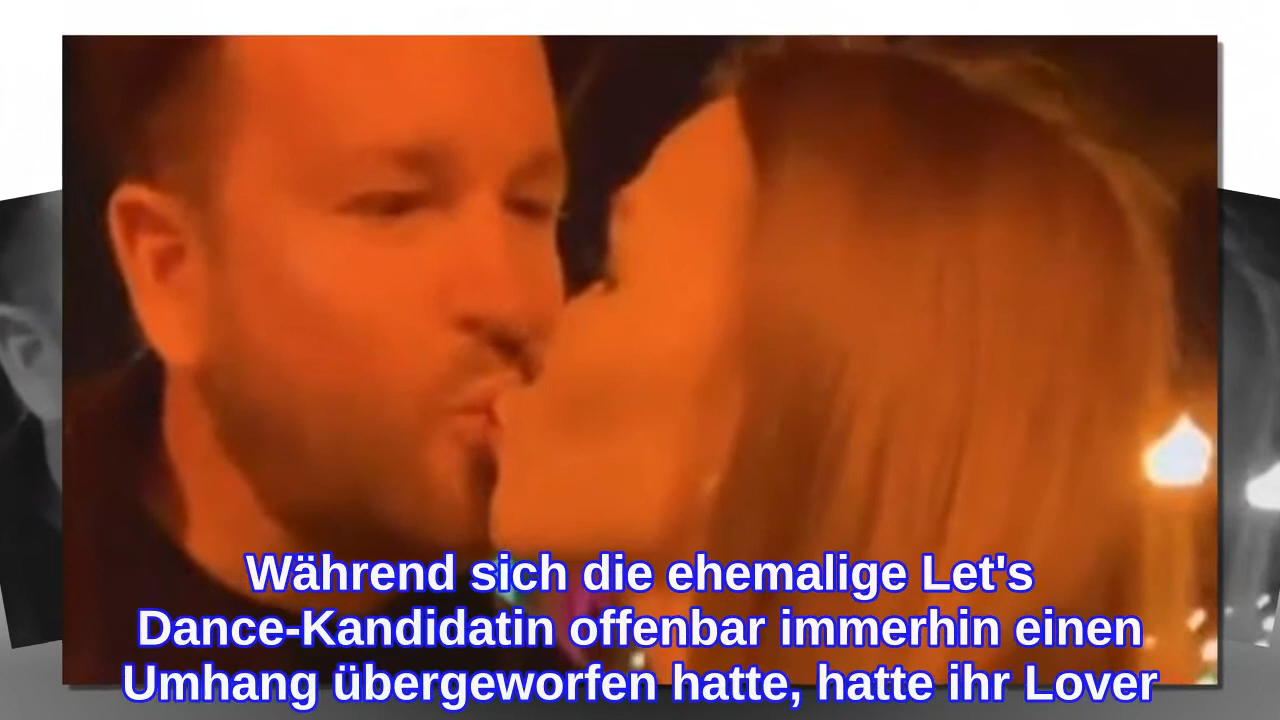 Während sich die ehemalige Let's
Dance-Kandidatin offenbar immerhin einen
Umhang übergeworfen hatte, hatte ihr Lover